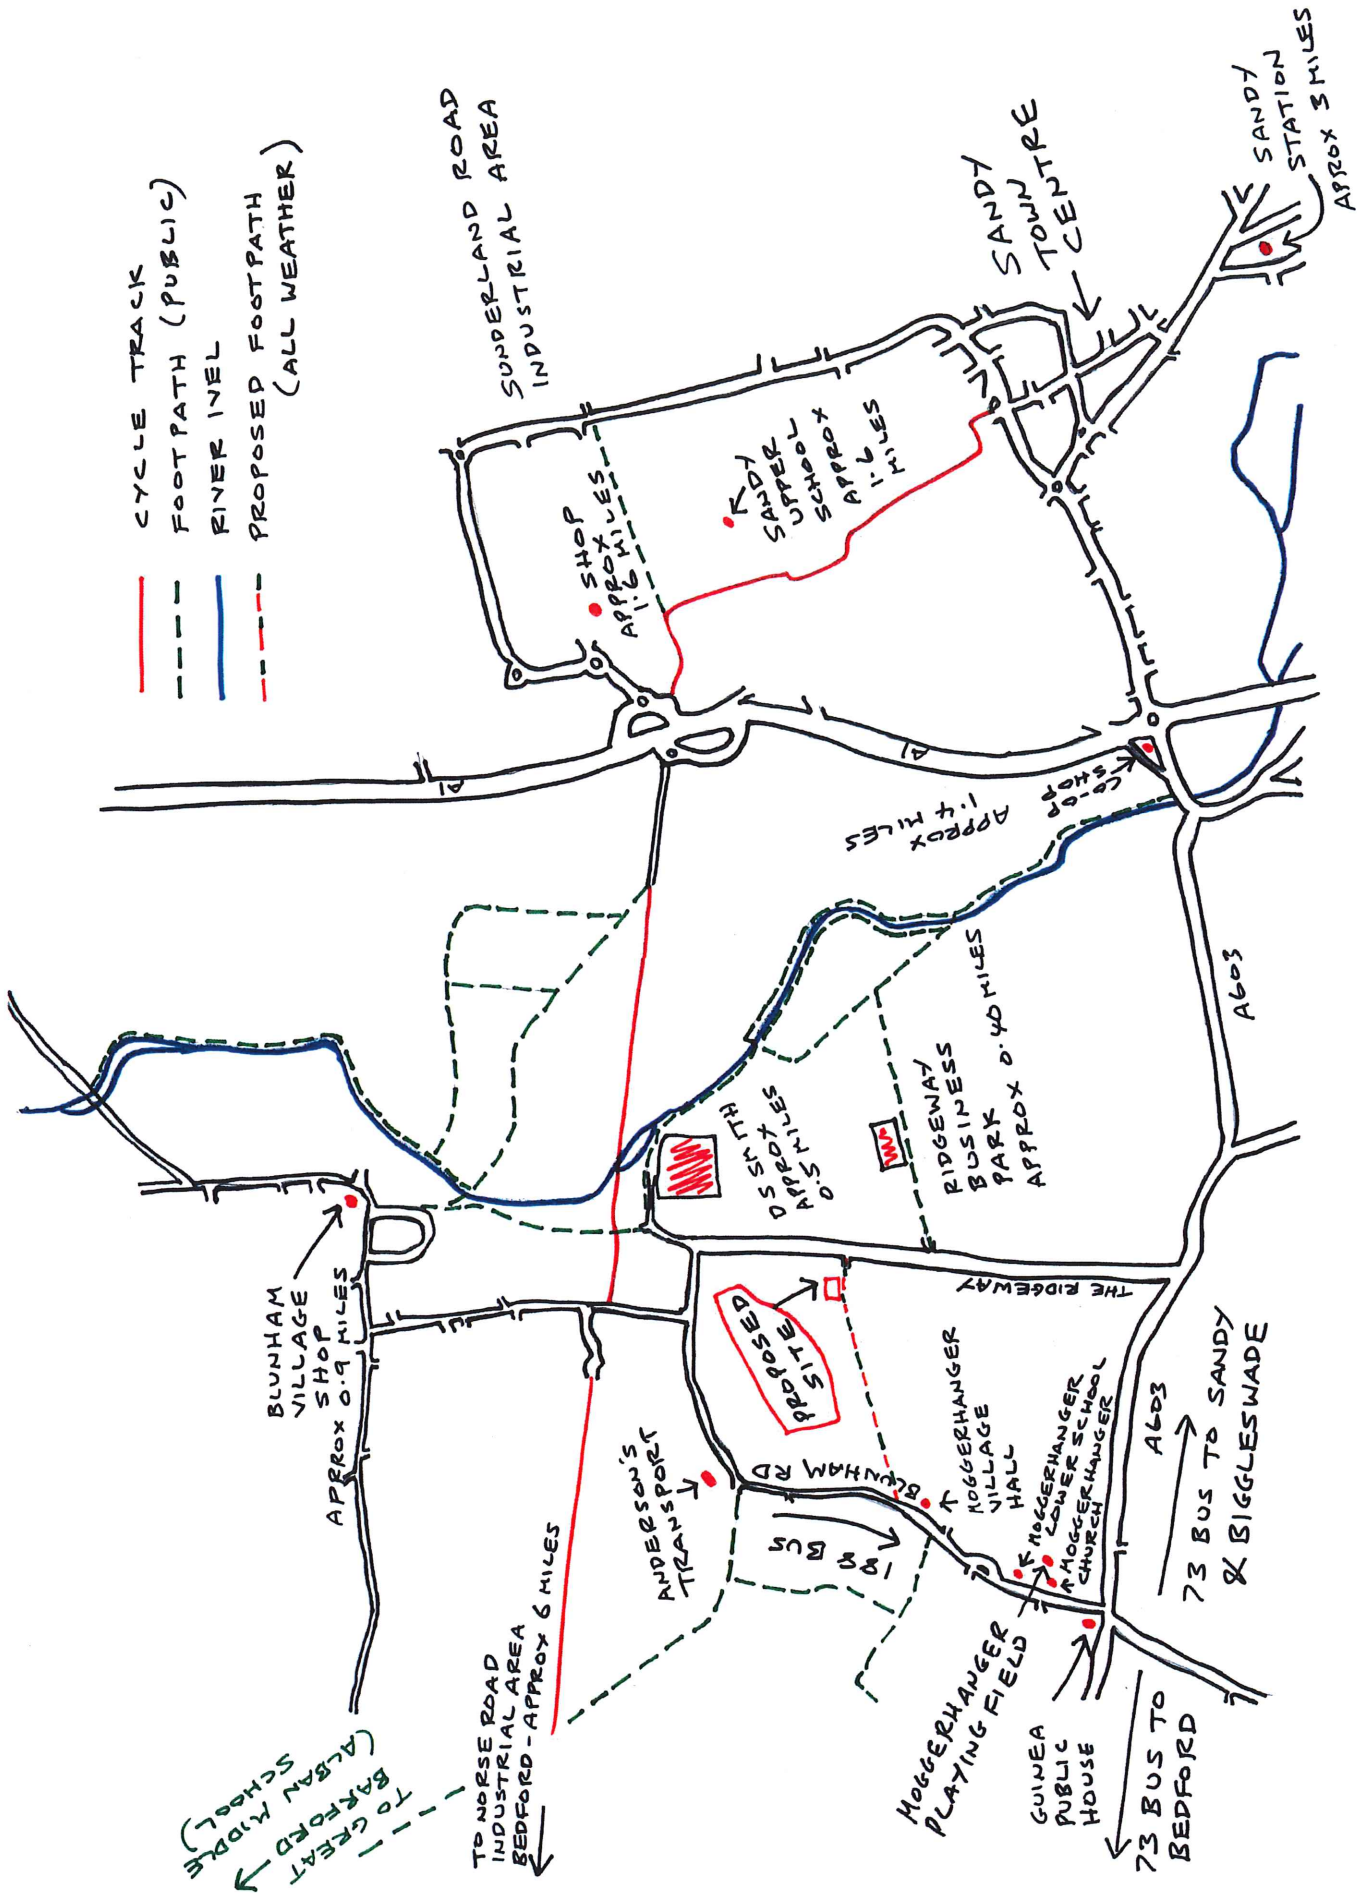 CYCLE TRACK
FOOTPATH (PUBLIC)
RIVER IVEL
PROPOSED FOOTPATH
(ALL WEATHER)
SUNDERLAND ROAD
INDUSTRIAL AREA
SHOP
APPROX
1.6 MILES
SANDY
UPPER
SCHOOL
APPROX
1.6
MILES
SANDY
TOWN
CENTRE
SANDY
STATION
APROX 3 MILES
A1
A1
CO-OP
SHOP
APPROX
1.4 MILES
A603
RIDGEWAY
BUSINESS
PARK
APPROX 0.40 MILES
DS SMITH
APPROX
0.5 MILES
BLUNHAM
VILLAGE
SHOP
APPROX 0.9 MILES
THE RIDGEWAY
PROPOSED
SITE
BLUNHAM RD
MOGGERHANGER
VILLAGE
HALL
MOGGERHANGER
LOWER SCHOOL
MOGGERHANGER
CHURCH
A603
73 BUS TO SANDY
& BIGGLESWADE
ANDERSON'S
TRANSPORT
188
BUS
MOGGERHANGER
PLAYING FIELD
GUINEA
PUBLIC
HOUSE
73 BUS TO
BEDFORD
TO NORSE ROAD
INDUSTRIAL AREA
BEDFORD - APPROX 6 MILES
TO GREAT
BARFORD
(ALBAN MIDDLE
SCHOOL)